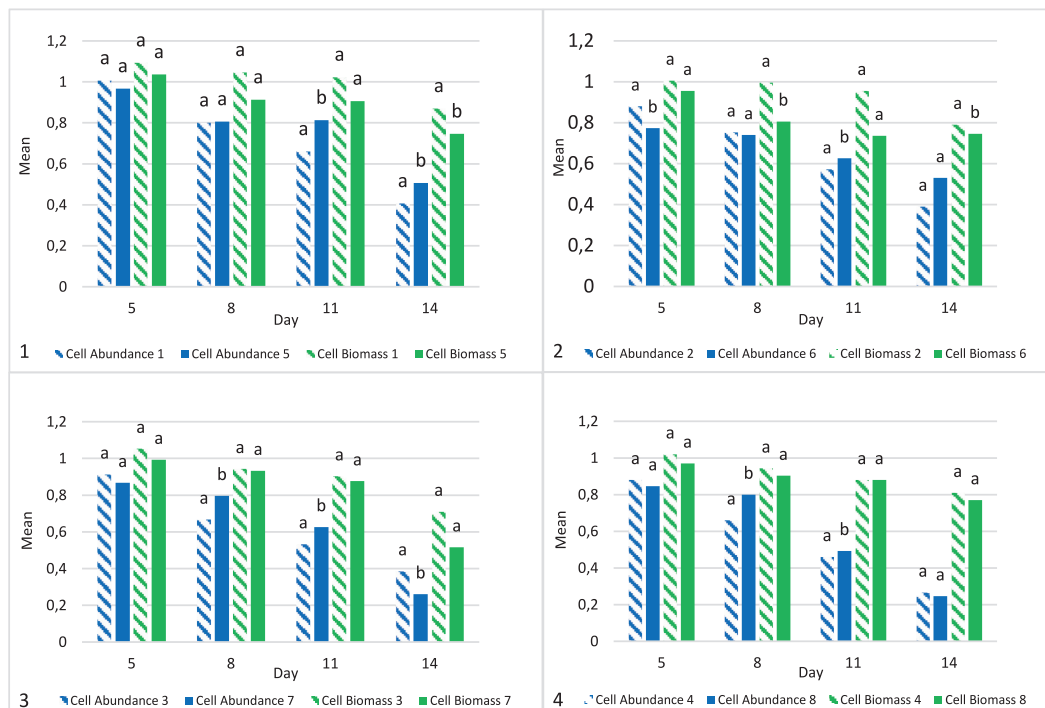 1,2
a a a a
a a a a
a b a a
a b a b
1
0,8
0,6
0,4
0,2
0
Mean
5 8 11 14
Day
1 Cell Abundance 1 Cell Abundance 5 Cell Biomass 1 Cell Biomass 5
1,2
a b a a
a a a b
a b a a
a a a b
1
0,8
0,6
0,4
0,2
0
Mean
5 8 11 14
Day
2 Cell Abundance 2 Cell Abundance 6 Cell Biomass 2 Cell Biomass 6
1,2
a a a a
a b a a
a b a a
a b a a
1
0,8
0,6
0,4
0,2
0
Mean
5 8 11 14
Day
3 Cell Abundance 3 Cell Abundance 7 Cell Biomass 3 Cell Biomass 7
1,2
a a a a
a b a a
a b a a
a a a a
1
0,8
0,6
0,4
0,2
0
Mean
5 8 11 14
Day
4 Cell Abundance 4 Cell Abundance 8 Cell Biomass 4 Cell Biomass 8